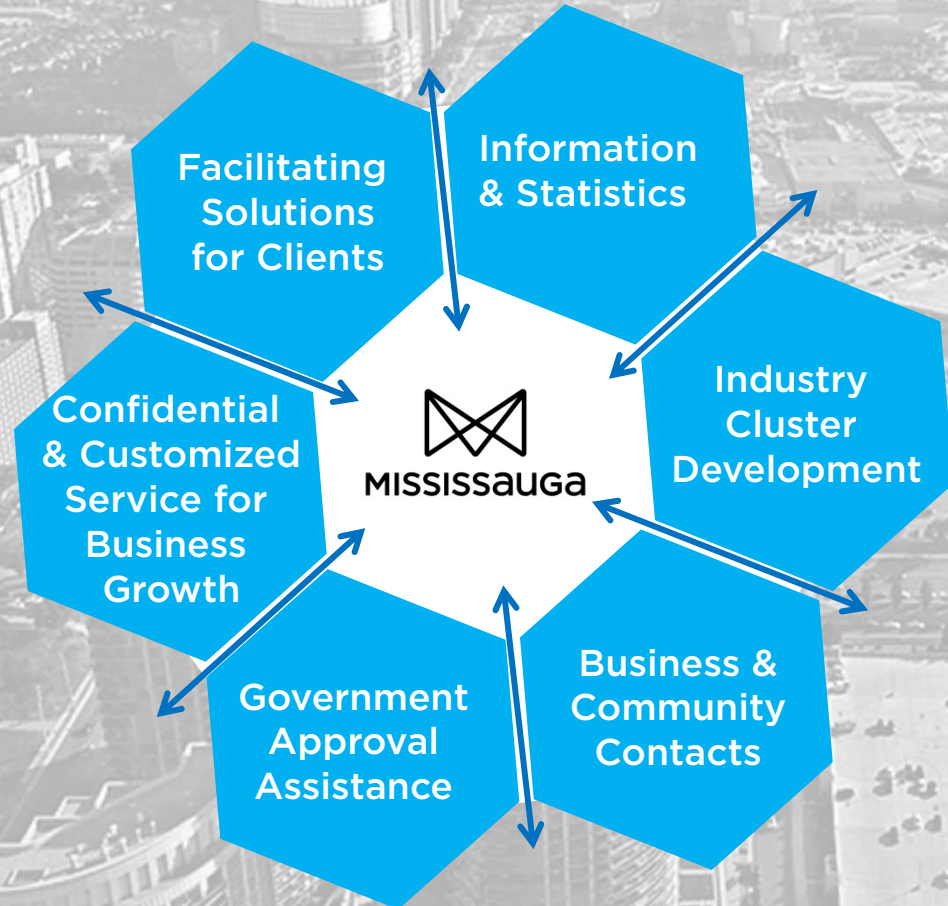 Facilitating
Solutions
for Clients
Information
& Statistics
Industry
Cluster
Development
Business &
Community
Contacts
Government
Approval
Assistance
Confidential
& Customized
Service for
Business
Growth
MISSISSauGa